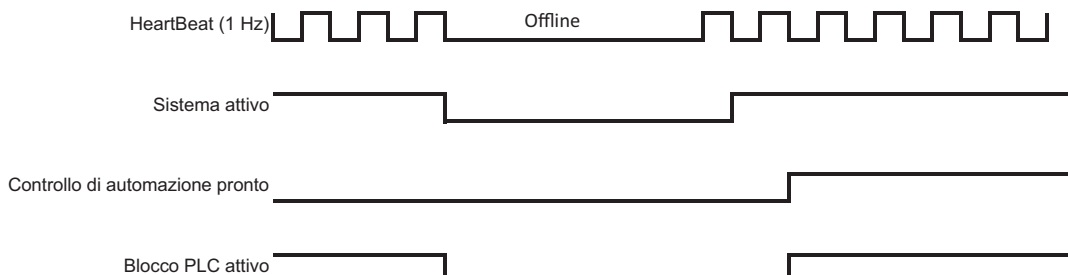 HeartBeat (1 Hz)
Offline
Sistema attivo
Controllo di automazione pronto
Blocco PLC attivo